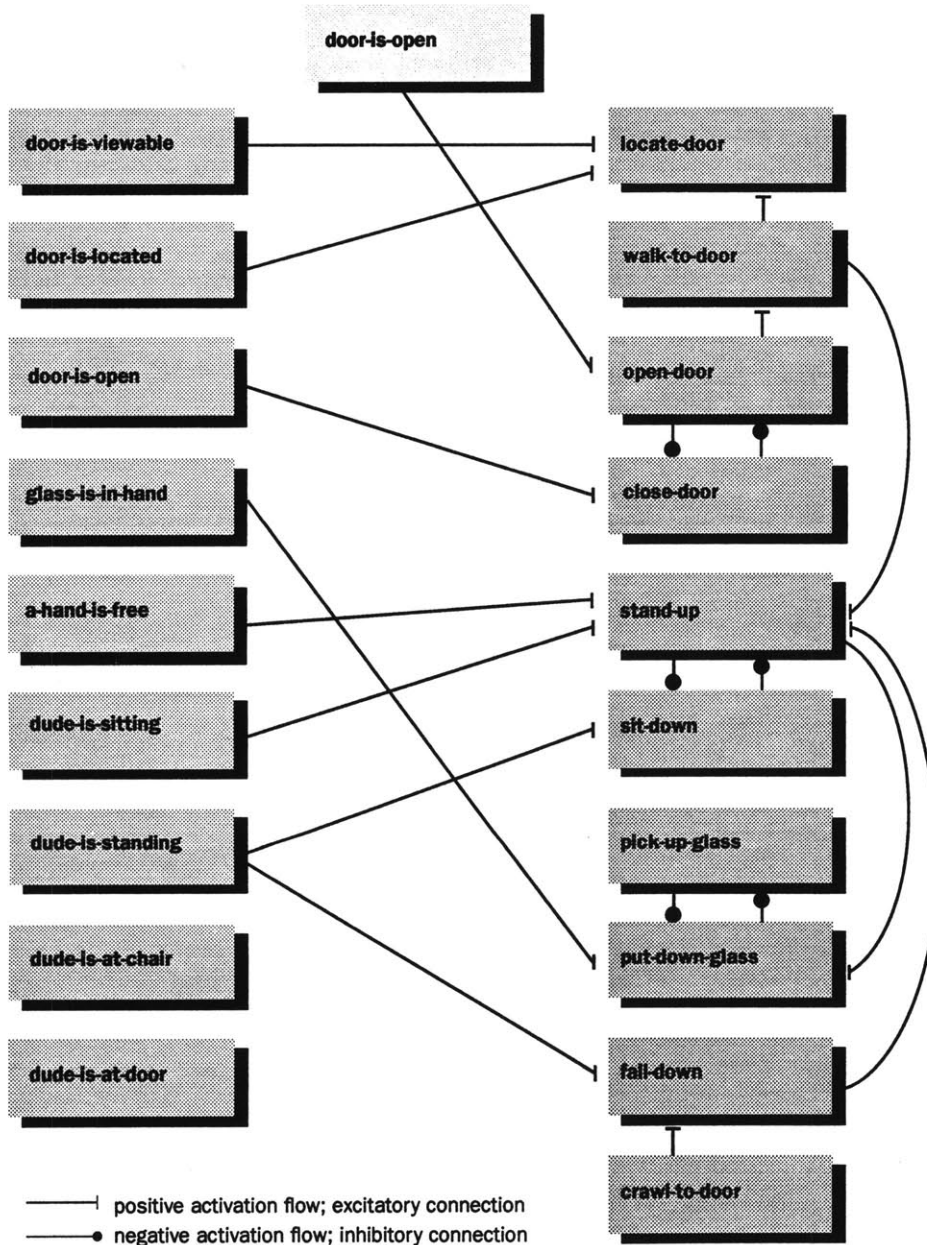 door-is-open
door-is-viewable
door-is-located
door-is-open
glass-is-in-hand
a-hand-is-free
dude-is-sitting
dude-is-standing
dude-is-at-chair
dude-is-at-door
locate-door
walk-to-door
open-door
close-door
stand-up
sit-down
pick-up-glass
put-down-glass
fall-down
crawl-to-door
positive activation flow; excitatory connection
negative activation flow; inhibitory connection